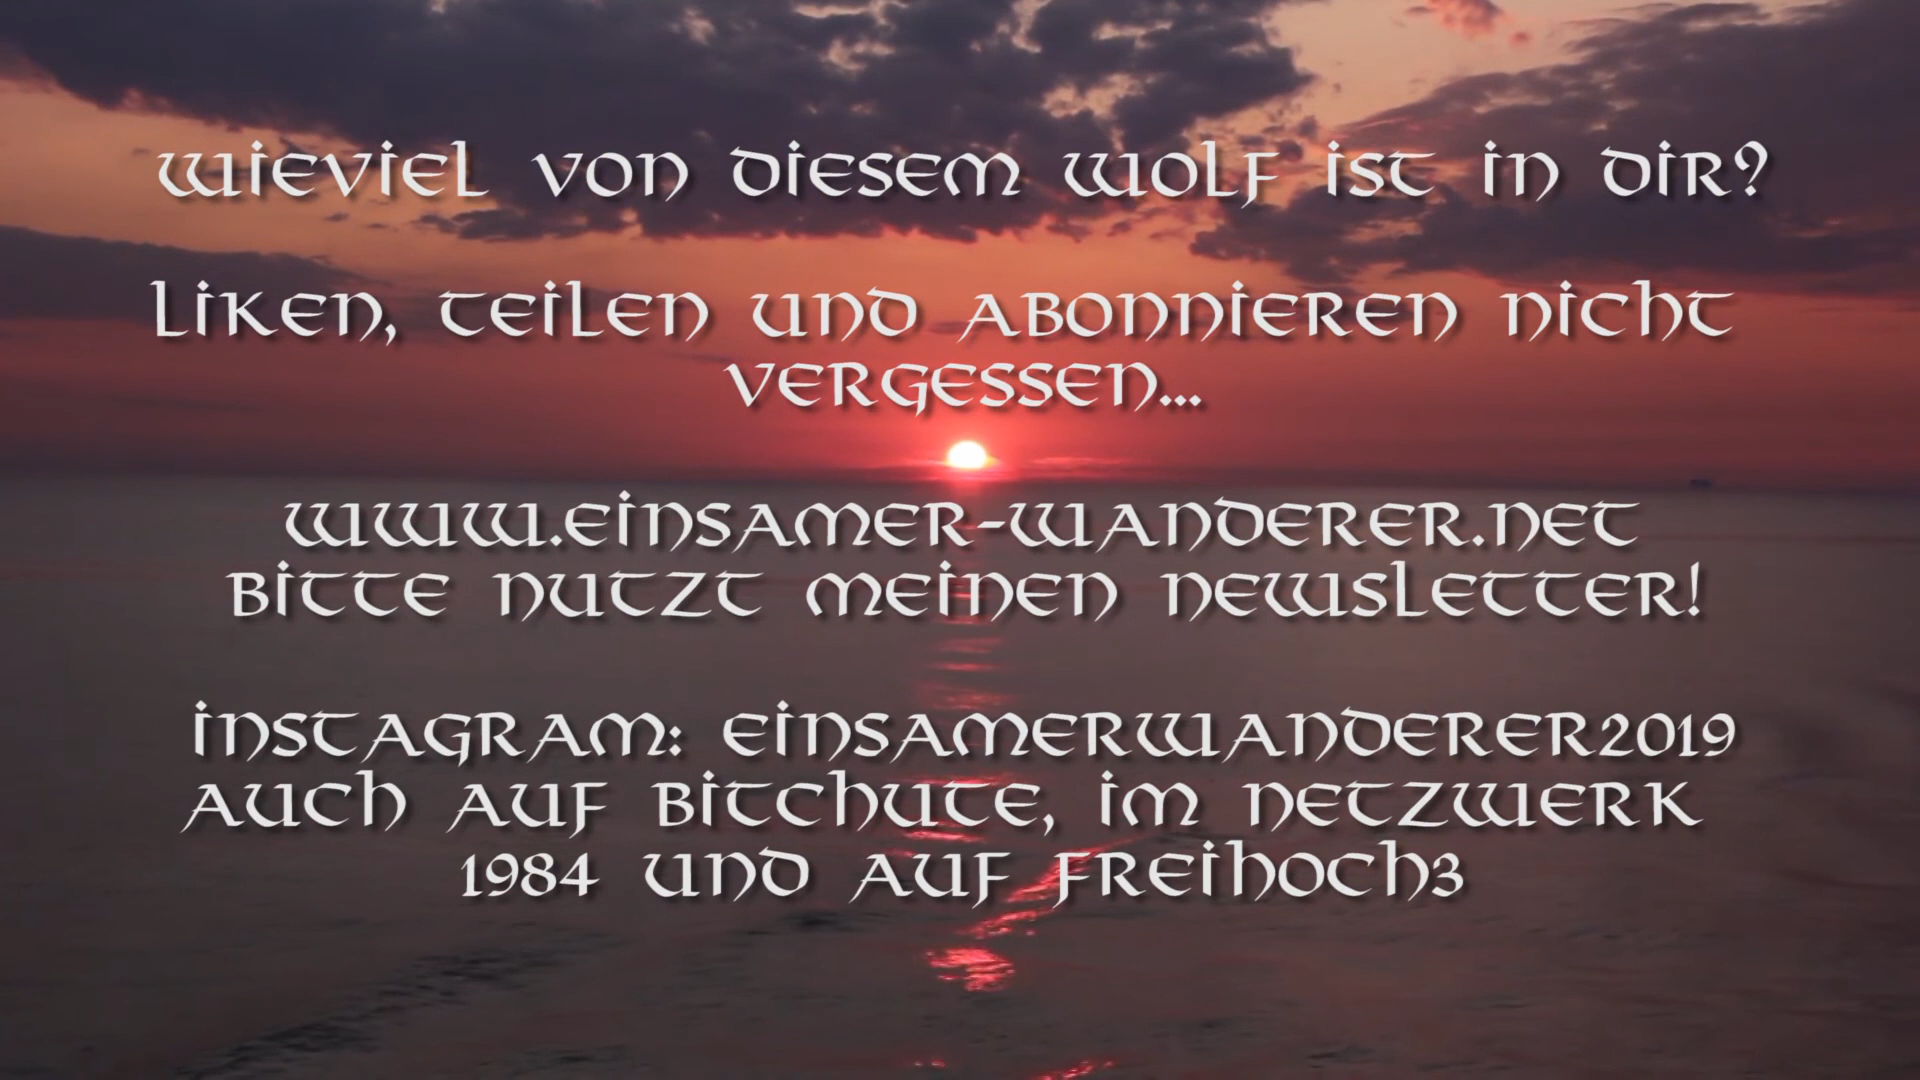 wieviel von diesem wolf ist in dir?
Liken, teilen und abonnieren nicht
vergessen...
www.einsamer-wanderer.net
Bitte nutzt meinen Newsletter!
Instagram: einsamerwanderer2019
Auch auf Bitchute, im Netzwerk
1984 und auf Freihoch3